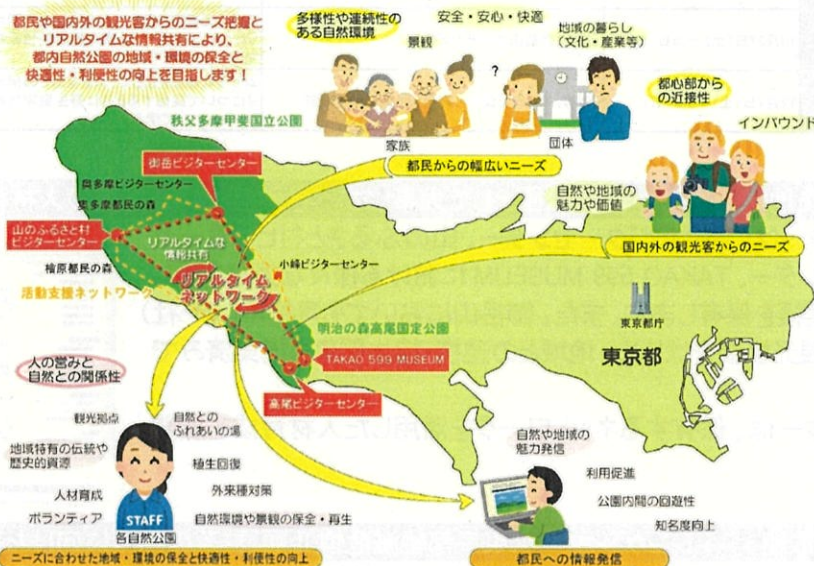 都民や国内外の観光客からのニーズ把握と
リアルタイムな情報共有により、
都内自然公園の地域・環境の保全と
快適性・利便性の向上を目指します！
多様性や連続性の
ある自然環境
安全・安心・快適
地域の暮らし
（文化・産業等）
景観
?
家族
団体
都民からの幅広いニーズ
都心部から
の近接性
インバウンド
自然や地域の
魅力や価値
国内外の観光客からのニーズ
秩父多摩甲斐国立公園
御岳ビジターセンター
奥多摩ビジターセンター
奥多摩都民の森
山のふるさと村
ビジターセンター
リアルタイムな
情報共有
檜原都民の森
小峰ビジターセンター
活動支援ネットワーク
リアルタイム
ネットワーク
明治の森高尾国定公園
TAKAO 599 MUSEUM
高尾ビジターセンター
東京都庁
東京都
人の営みと
自然との関係性
観光拠点
自然との
ふれあいの場
地域特有の伝統や
歴史的資源
植生回復
人材育成
外来種対策
ボランティア
STAFF
自然環境や景観の保全・再生
各自然公園
ニーズに合わせた地域・環境の保全と快適性・利便性の向上
自然や地域の
魅力発信
利用促進
公園内間の回遊性
知名度向上
都民への情報発信